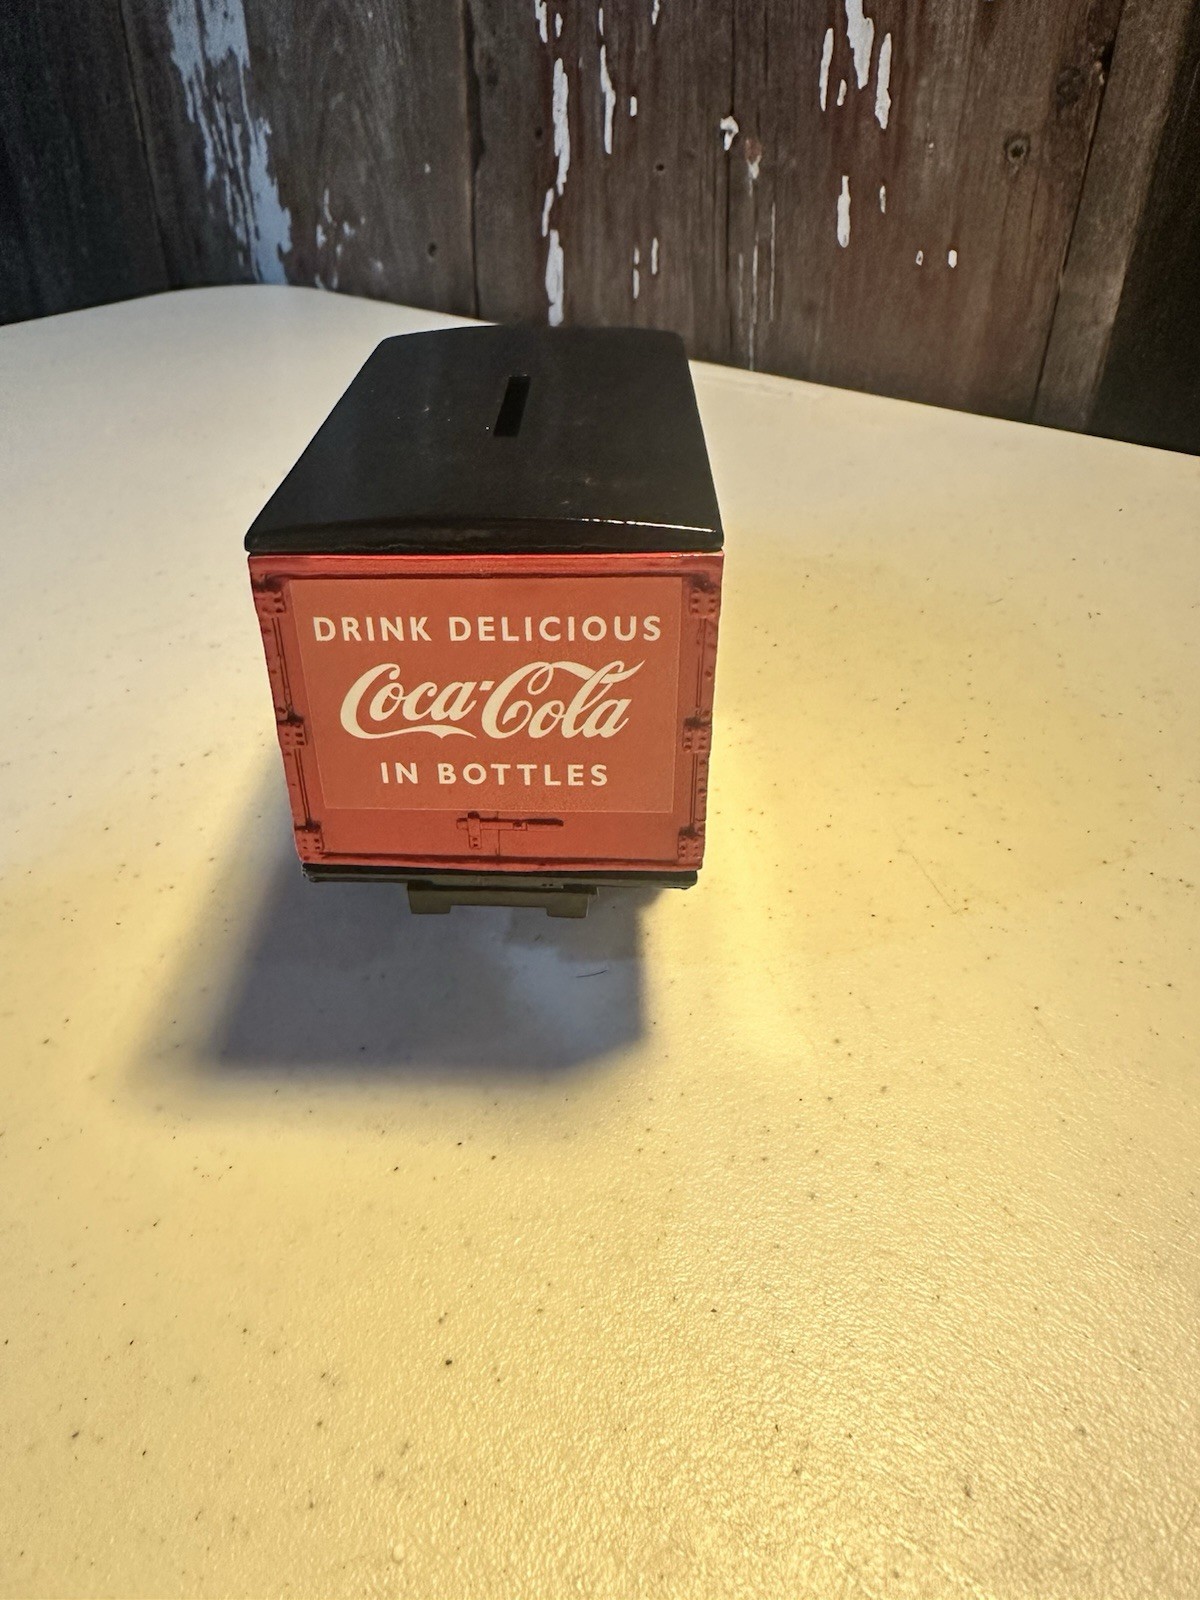 DRINK DELICIOUS
Coca-Cola
IN BOTTLES